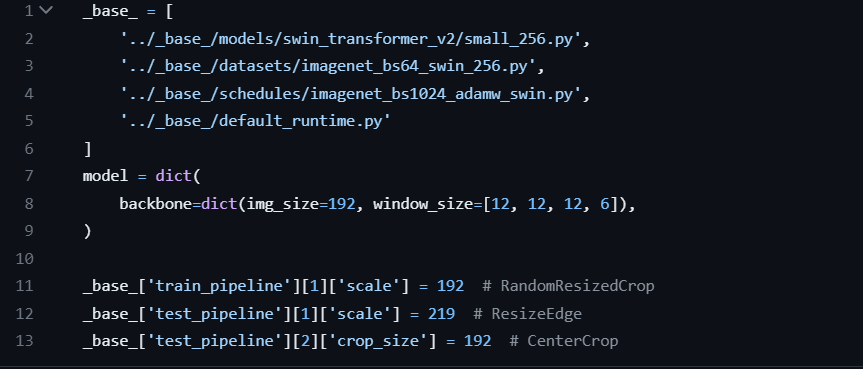 1 _base_ = [
2     '../_base_/models/swin_transformer_v2/small_256.py',
3     '../_base_/datasets/imagenet_bs64_swin_256.py',
4     '../_base_/schedules/imagenet_bs1024_adamw_swin.py',
5     '../_base_/default_runtime.py'
6 ]
7 model = dict(
8     backbone=dict(img_size=192, window_size=[12, 12, 12, 6]),
9 )
10
11 _base_['train_pipeline'][1]['scale'] = 192  # RandomResizedCrop
12 _base_['test_pipeline'][1]['scale'] = 219  # ResizeEdge
13 _base_['test_pipeline'][2]['crop_size'] = 192  # CenterCrop